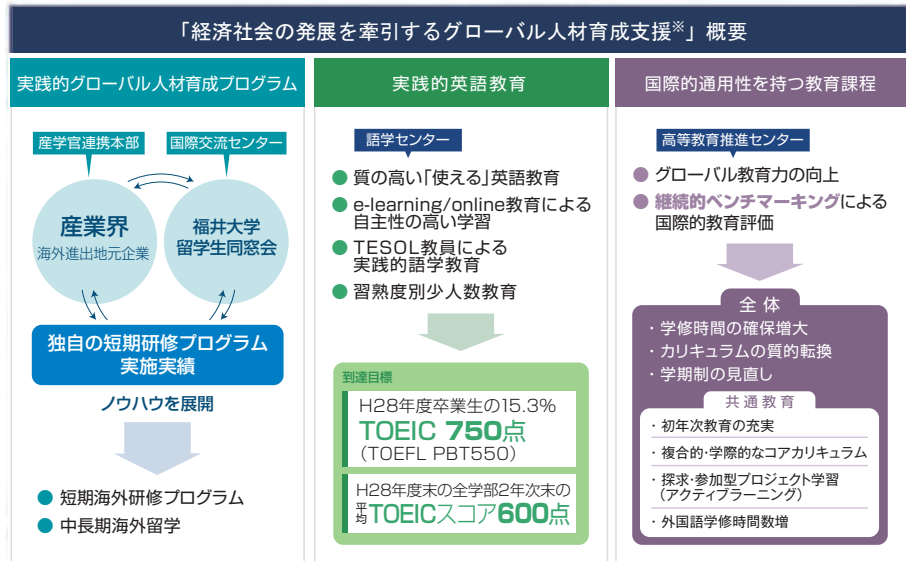 「経済社会の発展を牽引するグローバル人材育成支援※」概要
実践的グローバル人材育成プログラム
産学官連携本部
国際交流センター
産業界
海外進出地元企業
福井大学
留学生同窓会
独自の短期研修プログラム
実施実績
ノウハウを展開
● 短期海外研修プログラム
● 中長期海外留学
実践的英語教育
語学センター
● 質の高い「使える」英語教育
● e-learning/online教育による
自主性の高い学習
● TESOL教員による
実践的語学教育
● 習熟度別少人数教育
到達目標
H28年度卒業生の15.3%
TOEIC 750点
(TOEFL PBT550)
H28年度末の全学部2年次末の
平均TOEICスコア600点
国際的通用性を持つ教育課程
高等教育推進センター
● グローバル教育力の向上
● 継続的ベンチマーキングによる
国際的教育評価
全体
・学修時間の確保増大
・カリキュラムの質的転換
・学期制の見直し
共通教育
・初年次教育の充実
・複合的・学際的なコアカリキュラム
・探求・参加型プロジェクト学習
(アクティブラーニング)
・外国語学修時間数増